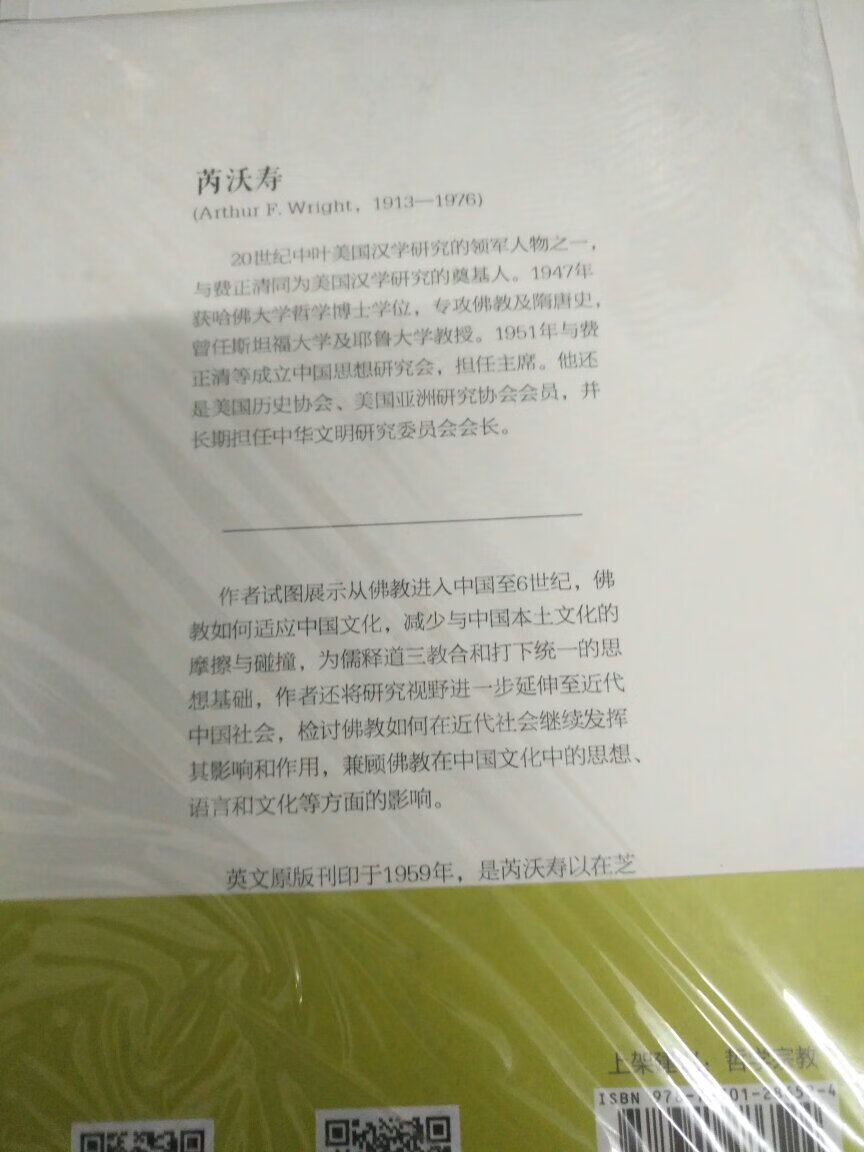 芮沃寿
(Arthur F. Wright, 1913—1976)
20世纪中叶美国汉学研究的领军人物之一，
与费正清同为美国汉学研究的奠基人。1947年
获哈佛大学哲学博士学位，专攻佛教及隋唐史，
曾任斯坦福大学及耶鲁大学教授。1951年与费
正清等成立中国思想研究会，担任主席。他还
是美国历史协会、美国亚洲研究协会会员，并
长期担任中华文明研究委员会会长。
作者试图展示从佛教进入中国至6世纪，佛
教如何适应中国文化，减少与中国本土文化的
摩擦与碰撞，为儒释道三教合和打下统一的思
想基础，作者还将研究视野进一步延伸至近代
中国社会，检讨佛教如何在近代社会继续发挥
其影响和作用，兼顾佛教在中国文化中的思想、
语言和文化等方面的影响。
英文原版刊印于1959年，是芮沃寿以在芝
上架建议：哲学宗教
ISBN